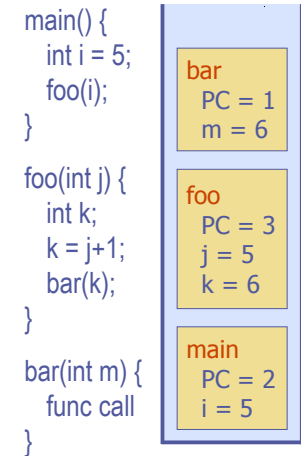 main() {
int i = 5;
foo(i);
}
foo(int j) {
int k;
k = j+1;
bar(k);
}
bar(int m) {
func call
}
bar
PC = 1
m = 6
foo
PC = 3
j = 5
k = 6
main
PC = 2
i = 5